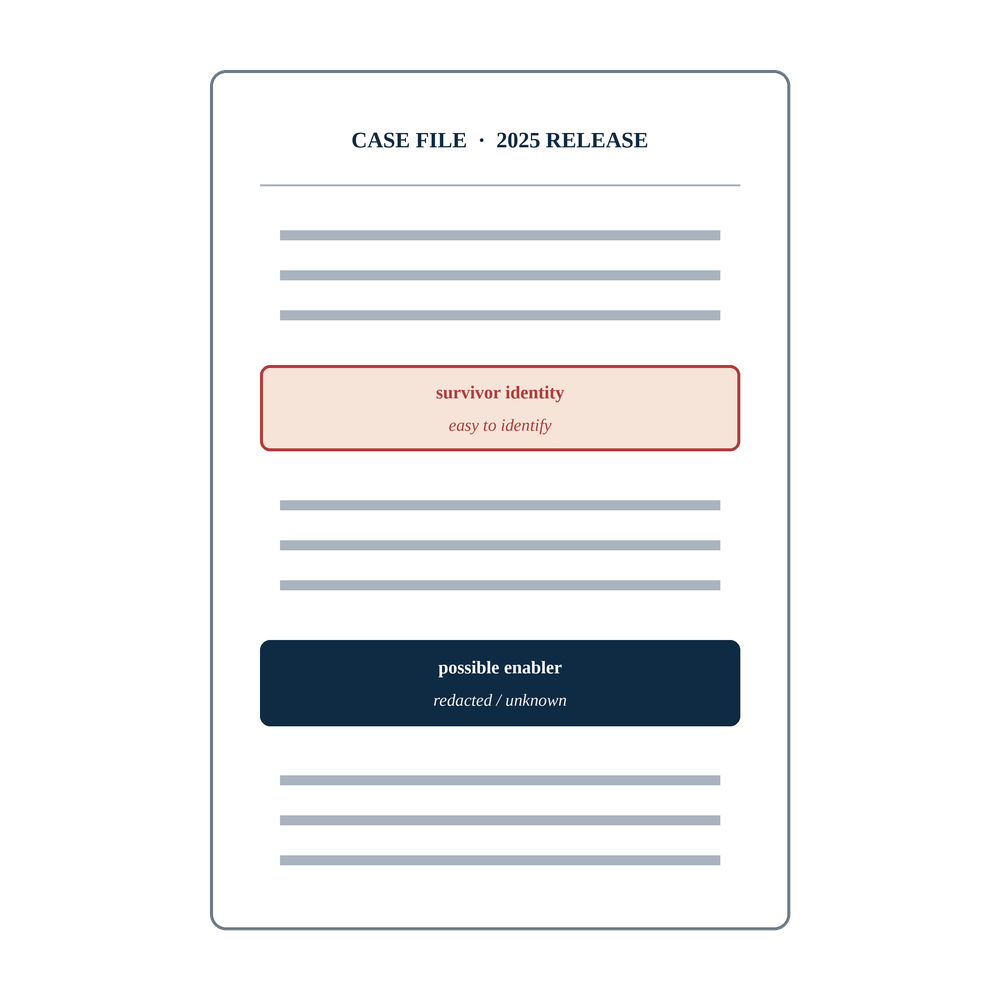 CASE FILE · 2025 RELEASE
survivor identity
easy to identify
possible enabler
redacted / unknown